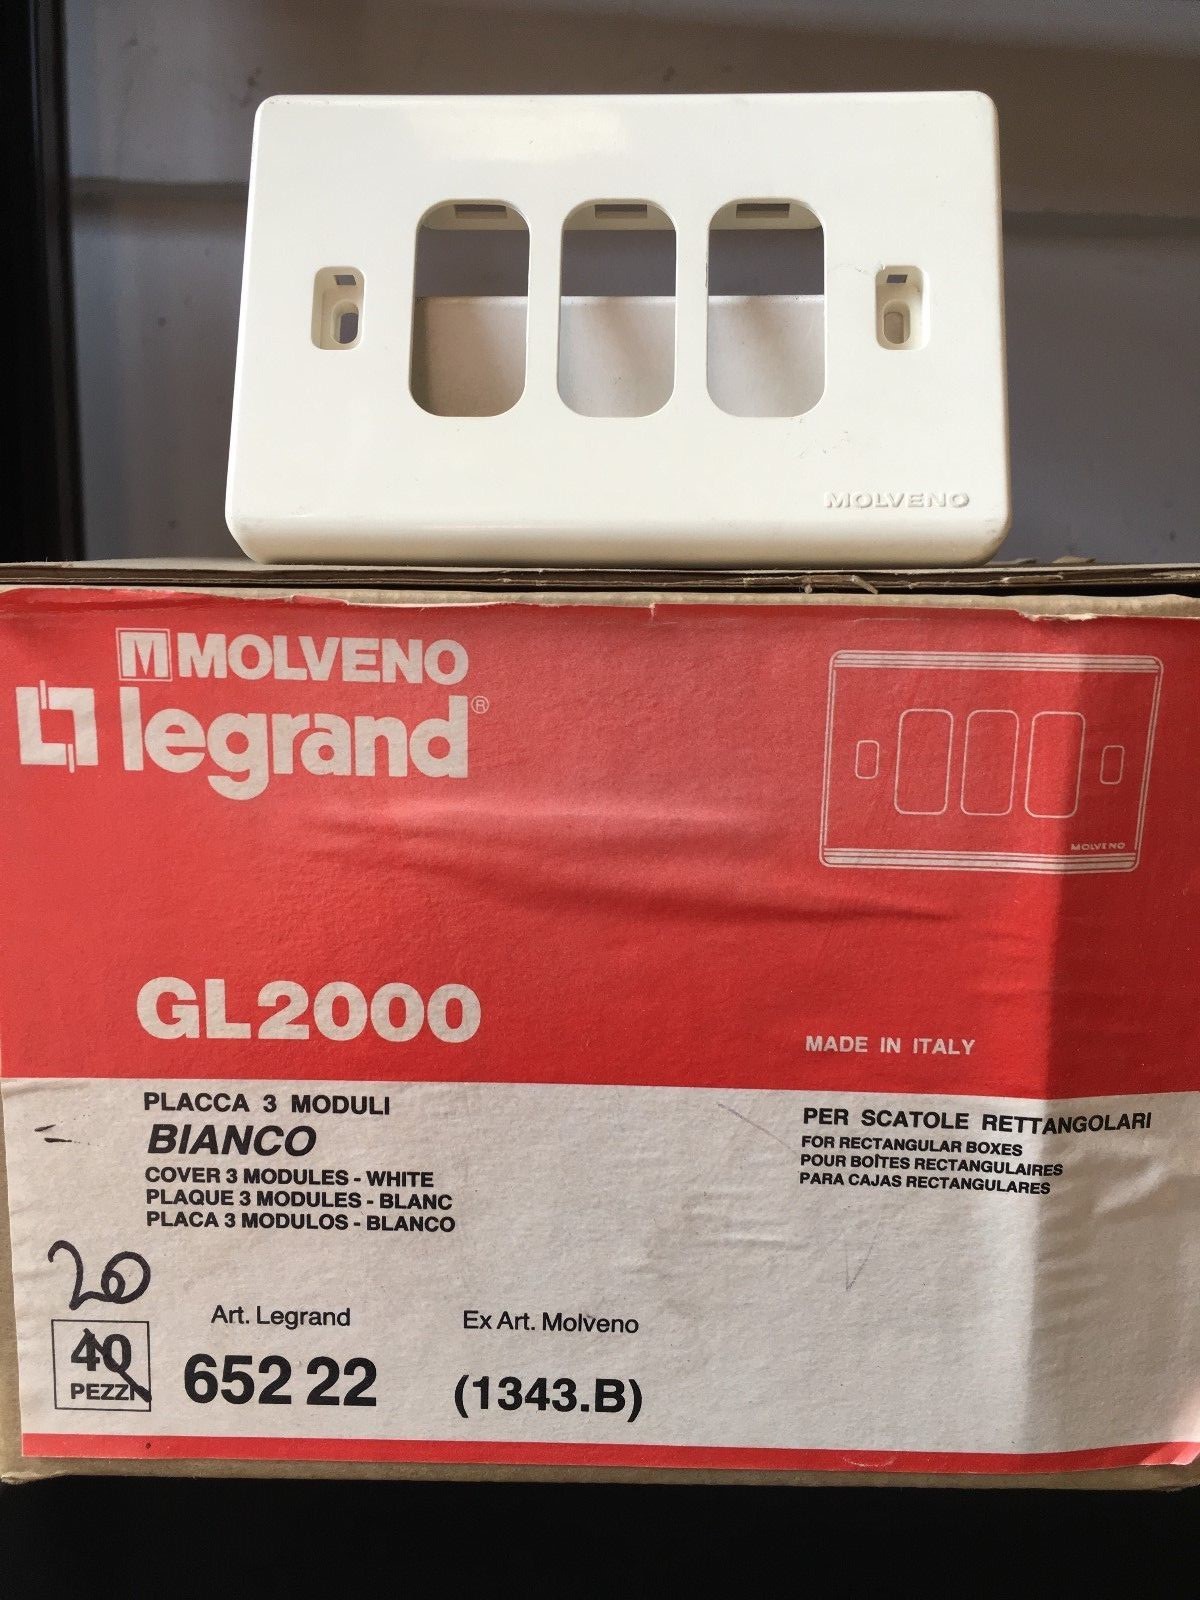 MOLVENO
M MOLVENO
legrand®
MOLVENO
GL2000
MADE IN ITALY
PLACCA 3 MODULI
BIANCO
COVER 3 MODULES - WHITE
PLAQUE 3 MODULES - BLANC
PLACA 3 MODULOS - BLANCO
PER SCATOLE RETTANGOLARI
FOR RECTANGULAR BOXES
POUR BOÎTES RECTANGULAIRES
PARA CAJAS RECTANGULARES
20
40
PEZZI
Art. Legrand
652 22
Ex Art. Molveno
(1343.B)